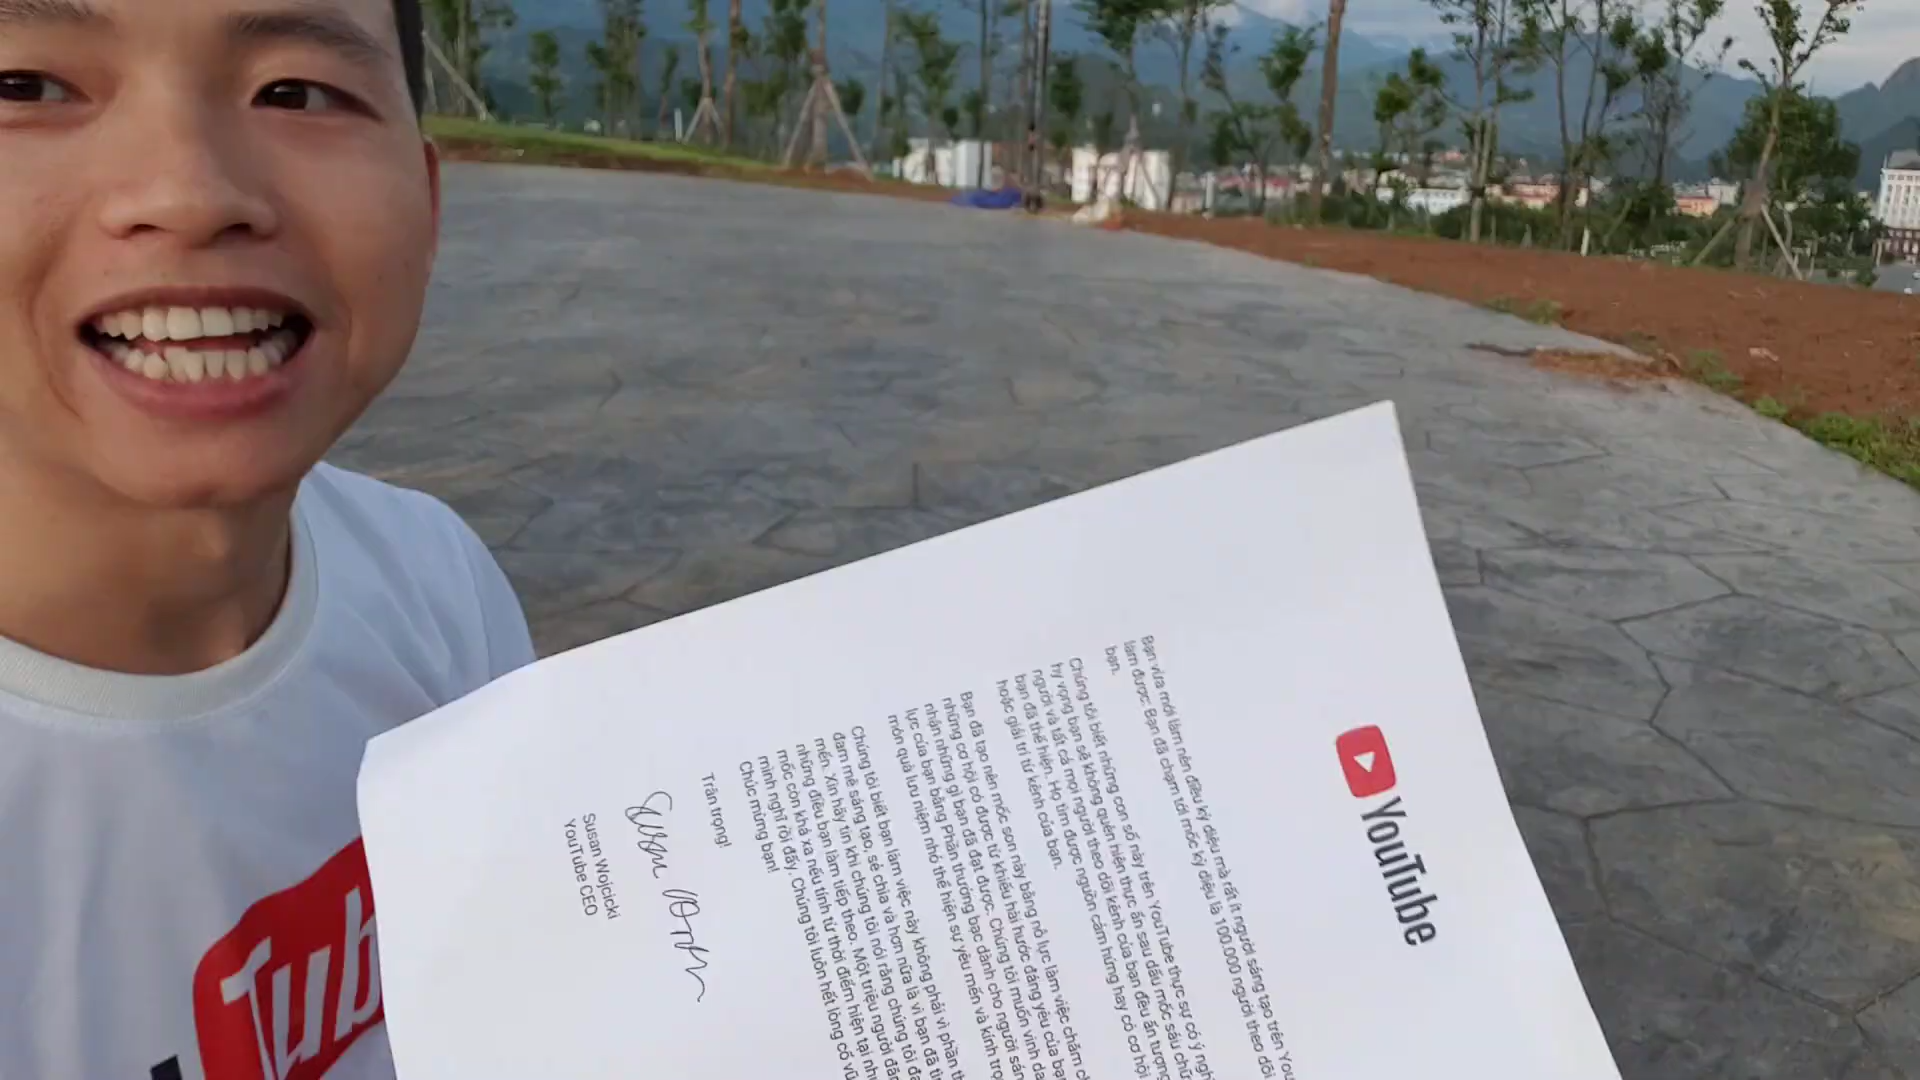 YouTube
Bạn vừa mới làm nên điều kỳ diệu mà rất ít người sáng tạo trên You
làm được: Bạn đã chạm tới mốc kỳ diệu là 100.000 người theo dõi
bạn.
Chúng tôi biết những con số này trên YouTube thực sự có ý ngh
hy vọng bạn sẽ không quên hiện thực ẩn sau dấu mốc sáu chữ
người và tất cả mọi người theo dõi kênh của bạn đều ấn tượng
bạn đã thể hiện. Họ tìm được nguồn cảm hứng hay có cơ hội
hoặc giải trí từ kênh của bạn.
Bạn đã tạo nên mốc son này bằng nỗ lực làm việc chăm ch
những cơ hội có được từ khiếu hài hước đáng yêu của bạ
nhận những gì bạn đã đạt được. Chúng tôi muốn vinh da
lực của bạn bằng Phần thưởng bạc dành cho người sán
món quà lưu niệm nhỏ thể hiện sự yêu mến và kính trọ
Chúng tôi biết bạn làm việc này không phải vì phần th
đam mê sáng tạo, sẻ chia và hơn nữa là vì bạn đã tì
mến. Xin hãy tin khi chúng tôi nói rằng chúng tôi đa
những điều bạn làm tiếp theo. Một triệu người đăn
mốc còn khá xa nếu tính từ thời điểm hiện tại như
mình nghĩ rồi đấy. Chúng tôi luôn hết lòng cổ vũ
Chúc mừng bạn!
Trân trọng!
Susan Wojcicki
YouTube CEO
Tub